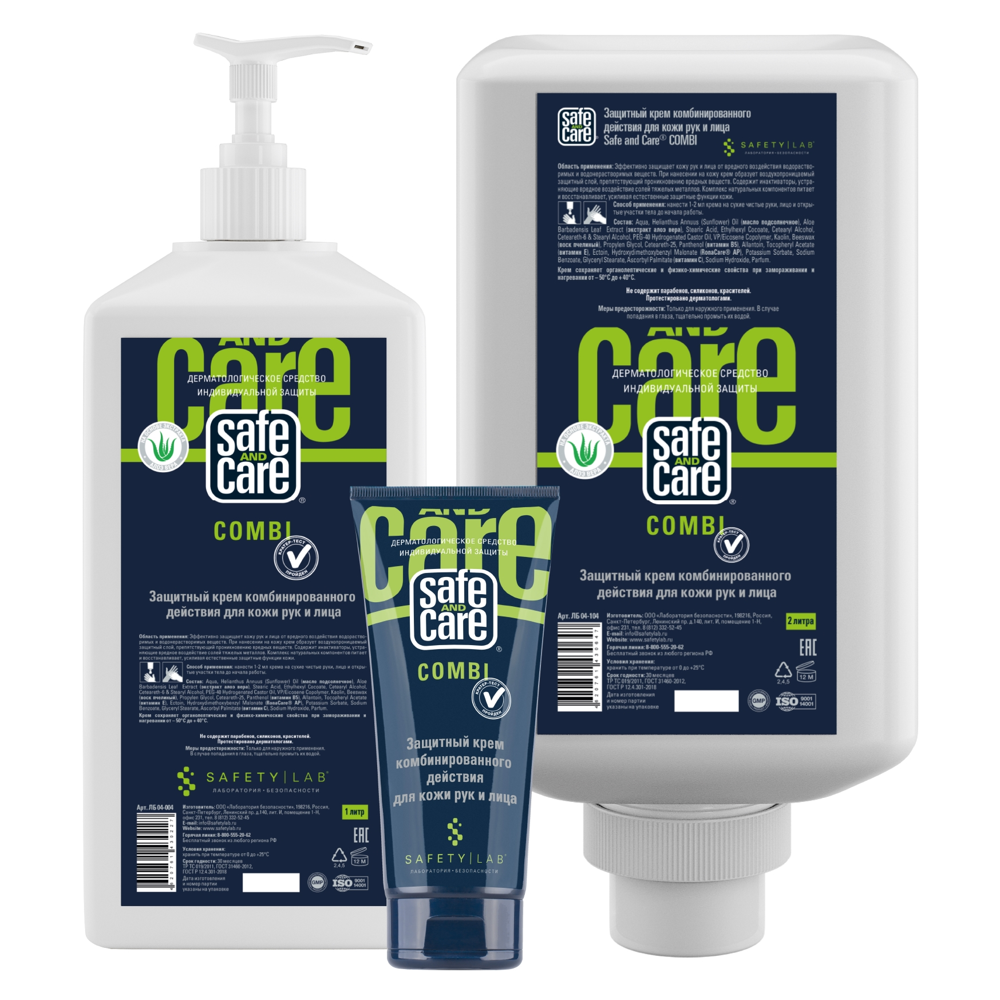 AND
care
ДЕРМАТОЛОГИЧЕСКОЕ СРЕДСТВО
ИНДИВИДУАЛЬНОЙ ЗАЩИТЫ
НА ОСНОВЕ ЭКСТРАКТА
АЛОЭ ВЕРА
safe
AND
care
®
COMBI
КРАТЕР-ТЕСТ
ПРОЙДЕН
Защитный крем комбинированного
действия для кожи рук и лица
Область применения: Эффективно защищает кожу рук и лица от вредного воздействия водораство-
римых и водонерастворимых веществ. При нанесении на кожу крем образует воздухопроницаемый
защитный слой, препятствующий проникновению вредных веществ. Содержит инактиваторы, устра-
няющие вредное воздействие солей тяжелых металлов. Комплекс натуральных компонентов питает
и восстанавливает, усиливая естественные защитные функции кожи.
Способ применения: нанести 1-2 мл крема на сухие чистые руки, лицо и откры-
тые участки тела до начала работы.
Состав: Aqua, Helianthus Annuus (Sunflower) Oil (масло подсолнечное), Aloe
Barbadensis Leaf Extract (экстракт алоэ вера), Stearic Acid, Ethylhexyl Cocoate, Cetearyl Alcohol,
Ceteareth-6 & Stearyl Alcohol, PEG-40 Hydrogenated Castor Oil, VP/Eicosene Copolymer, Kaolin, Beeswax
(воск пчелиный), Propylen Glycol, Ceteareth-25, Panthenol (витамин B5), Allantoin, Tocopheryl Acetate
(витамин E), Ectoin, Hydroxydimethoxybenzyl Malonate (RonaCare® AP), Potassium Sorbate, Sodium
Benzoate, Glyceryl Stearate, Ascorbyl Palmitate (витамин C), Sodium Hydroxide, Parfum.
Крем сохраняет органолептические и физико-химические свойства при замораживании и
нагревании от – 50°C до + 40°C.
Не содержит парабенов, силиконов, красителей.
Протестировано дерматологами.
Меры предосторожности: Только для наружного применения.
В случае попадания в глаза, тщательно промыть их водой.
SAFETY|LAB®
ЛАБОРАТОРИЯ•БЕЗОПАСНОСТИ
Арт. ЛБ 04-004
4620761430227
Изготовитель: ООО «Лаборатория безопасности», 198216, Россия,
Санкт-Петербург, Ленинский пр. д.140, лит. И, помещение 1-Н,
офис 231, тел. 8 (812) 332-52-45
E-mail: info@safetylab.ru
Website: www.safetylab.ru
Горячая линия: 8-800-555-20-62
Бесплатный звонок из любого региона РФ
Условия хранения:
хранить при температуре от 0 до +25°C
Срок годности: 30 месяцев
ТР ТС 019/2011, ГОСТ 31460-2012,
ГОСТ Р 12.4.301-2018
Дата изготовления
и номер партии
указаны на упаковке
1 литр
EAC
2,4,5
12 M
GMP
ISO 9001
14001
AND
care
ДЕРМАТОЛОГИЧЕСКОЕ СРЕДСТВО
ИНДИВИДУАЛЬНОЙ ЗАЩИТЫ
safe
AND
care
®
COMBI
КРАТЕР-ТЕСТ
ПРОЙДЕН
Защитный крем
комбинированного
действия
для кожи рук и лица
SAFETY|LAB®
ЛАБОРАТОРИЯ•БЕЗОПАСНОСТИ
safe
AND
care®
Защитный крем комбинированного
действия для кожи рук и лица
Safe and Care® COMBI
SAFETY|LAB®
ЛАБОРАТОРИЯ•БЕЗОПАСНОСТИ
Область применения: Эффективно защищает кожу рук и лица от вредного воздействия водораство-
римых и водонерастворимых веществ. При нанесении на кожу крем образует воздухопроницаемый
защитный слой, препятствующий проникновению вредных веществ. Содержит инактиваторы, устра-
няющие вредное воздействие солей тяжелых металлов. Комплекс натуральных компонентов питает
и восстанавливает, усиливая естественные защитные функции кожи.
Способ применения: нанести 1-2 мл крема на сухие чистые руки, лицо и откры-
тые участки тела до начала работы.
Состав: Aqua, Helianthus Annuus (Sunflower) Oil (масло подсолнечное), Aloe
Barbadensis Leaf Extract (экстракт алоэ вера), Stearic Acid, Ethylhexyl Cocoate, Cetearyl Alcohol,
Ceteareth-6 & Stearyl Alcohol, PEG-40 Hydrogenated Castor Oil, VP/Eicosene Copolymer, Kaolin, Beeswax
(воск пчелиный), Propylen Glycol, Ceteareth-25, Panthenol (витамин B5), Allantoin, Tocopheryl Acetate
(витамин E), Ectoin, Hydroxydimethoxybenzyl Malonate (RonaCare® AP), Potassium Sorbate, Sodium
Benzoate, Glyceryl Stearate, Ascorbyl Palmitate (витамин C), Sodium Hydroxide, Parfum.
Крем сохраняет органолептические и физико-химические свойства при замораживании и
нагревании от – 50°C до + 40°C.
Не содержит парабенов, силиконов, красителей.
Протестировано дерматологами.
Меры предосторожности: Только для наружного применения. В случае
попадания в глаза, тщательно промыть их водой.
AND
care
ДЕРМАТОЛОГИЧЕСКОЕ СРЕДСТВО
ИНДИВИДУАЛЬНОЙ ЗАЩИТЫ
НА ОСНОВЕ ЭКСТРАКТА
АЛОЭ ВЕРА
safe
AND
care
®
COMBI
КРАТЕР-ТЕСТ
ПРОЙДЕН
Защитный крем комбинированного
действия для кожи рук и лица
Арт. ЛБ 04-104
4620761430647
Изготовитель: ООО «Лаборатория безопасности», 198216, Россия,
Санкт-Петербург, Ленинский пр. д.140, лит. И, помещение 1-Н,
офис 231, тел. 8 (812) 332-52-45
E-mail: info@safetylab.ru
Website: www.safetylab.ru
Горячая линия: 8-800-555-20-62
Бесплатный звонок из любого региона РФ
Условия хранения:
хранить при температуре от 0 до +25°C
Срок годности: 30 месяцев
ТР ТС 019/2011, ГОСТ 31460-2012,
ГОСТ Р 12.4.301-2018
Дата изготовления
и номер партии
указаны на упаковке
2 литра
EAC
2,4,5
12 M
GMP
ISO 9001
14001